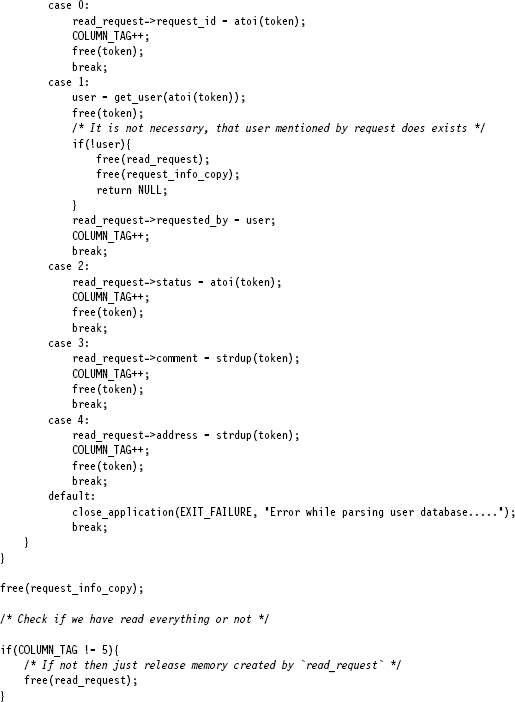 case 0:
read_request->request_id = atoi(token);
COLUMN_TAG++;
free(token);
break;
case 1:
user = get_user(atoi(token));
free(token);
/* It is not necessary, that user mentioned by request does exists */
if(!user){
free(read_request);
free(request_info_copy);
return NULL;
}
read_request->requested_by = user;
COLUMN_TAG++;
break;
case 2:
read_request->status = atoi(token);
COLUMN_TAG++;
free(token);
break;
case 3:
read_request->comment = strdup(token);
COLUMN_TAG++;
free(token);
break;
case 4:
read_request->address = strdup(token);
COLUMN_TAG++;
free(token);
break;
default:
close_application(EXIT_FAILURE, "Error while parsing user database.....");
break;
}
}
free(request_info_copy);
/* Check if we have read everything or not */
if(COLUMN_TAG != 5){
/* If not then just release memory created by `read_request` */
free(read_request);
}